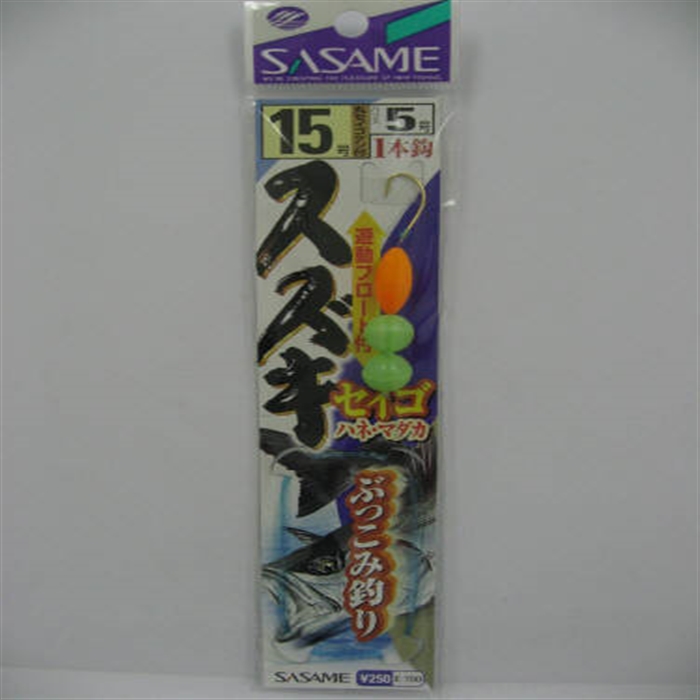 SASAME
15号
5号
1本鈎
スズキ
遊動フロート付
セイゴ
ハネ・マダカ
ぶっこみ釣り
SASAME
¥250